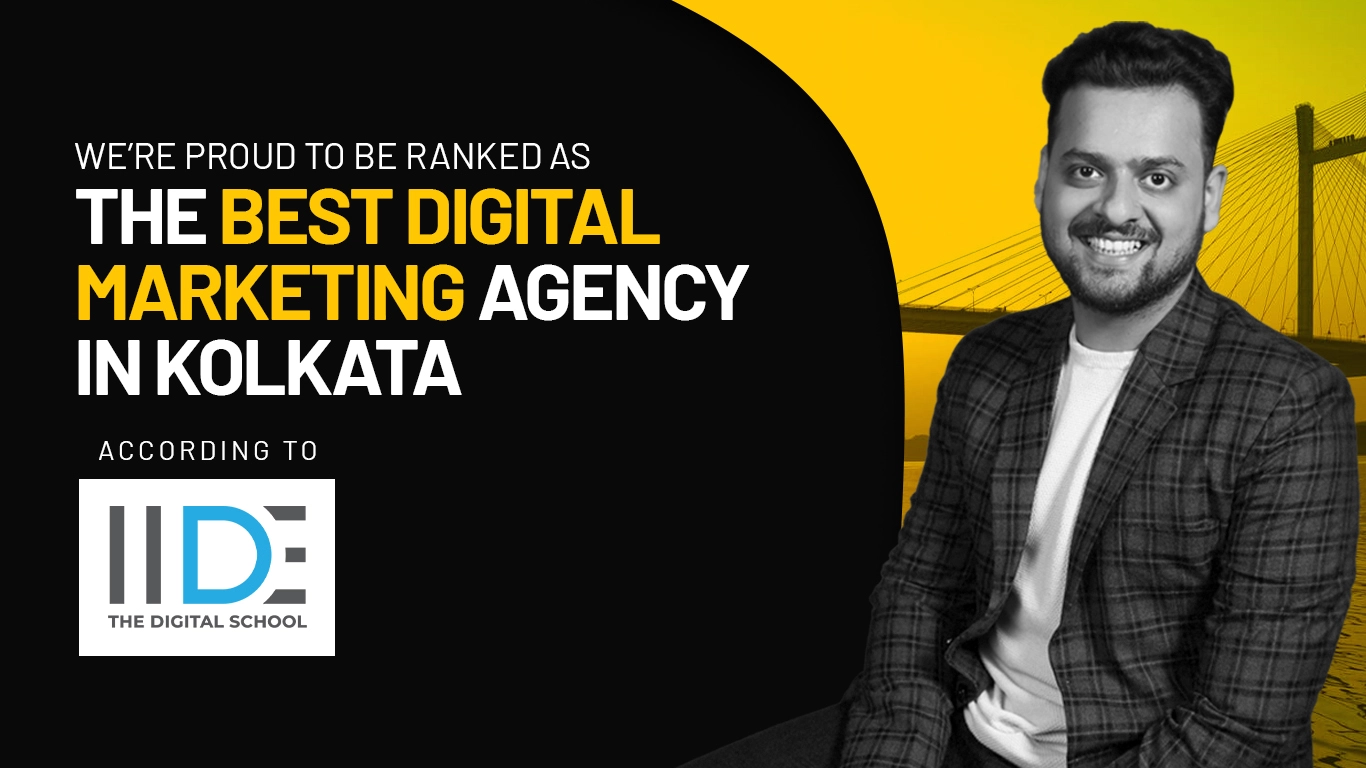 WE'RE PROUD TO BE RANKED AS
THE BEST DIGITAL
MARKETING AGENCY
IN KOLKATA
ACCORDING TO
IIDE
THE DIGITAL SCHOOL